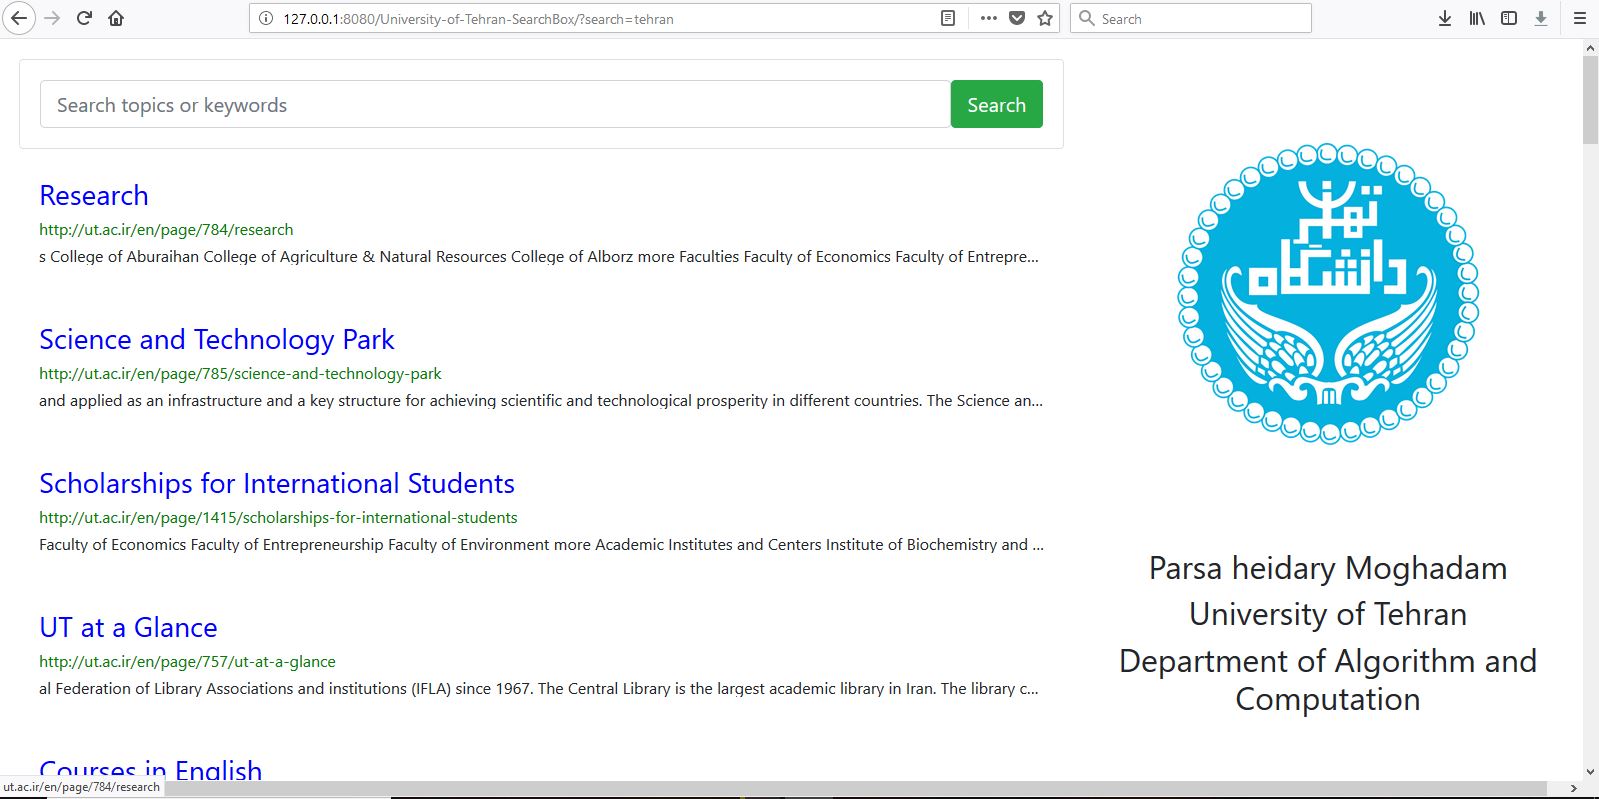 127.0.0.1:8080/University-of-Tehran-SearchBox/?search=tehran
Search
Search topics or keywords
Search
Research
http://ut.ac.ir/en/page/784/research
s College of Aburaihan College of Agriculture & Natural Resources College of Alborz more Faculties Faculty of Economics Faculty of Entrepre...
Science and Technology Park
http://ut.ac.ir/en/page/785/science-and-technology-park
and applied as an infrastructure and a key structure for achieving scientific and technological prosperity in different countries. The Science an...
Scholarships for International Students
http://ut.ac.ir/en/page/1415/scholarships-for-international-students
Faculty of Economics Faculty of Entrepreneurship Faculty of Environment more Academic Institutes and Centers Institute of Biochemistry and ...
UT at a Glance
http://ut.ac.ir/en/page/757/ut-at-a-glance
al Federation of Library Associations and institutions (IFLA) since 1967. The Central Library is the largest academic library in Iran. The library c...
Courses in English
ut.ac.ir/en/page/784/research
تهران
دانشگاه
Parsa heidary Moghadam
University of Tehran
Department of Algorithm and
Computation